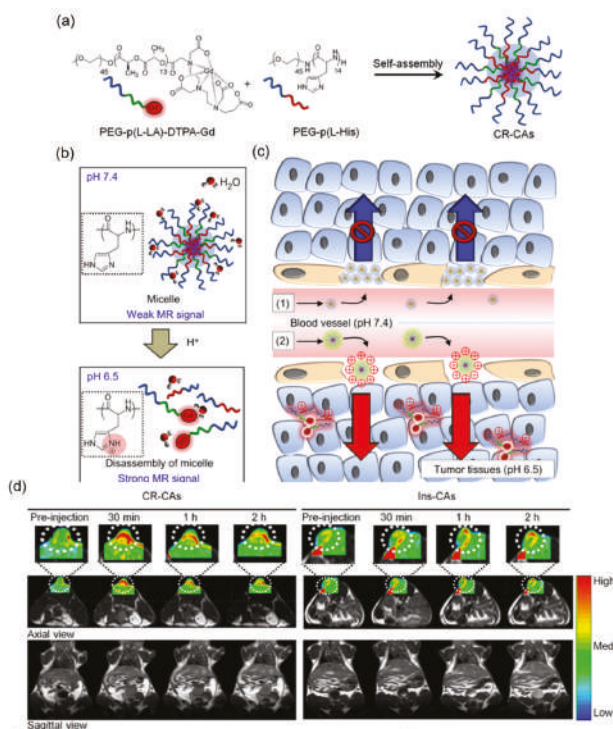 (a)
45
13
+
45
14
Self-assembly
PEG-p(L-LA)-DTPA-Gd
PEG-p(L-His)
CR-CAs
(b)
pH 7.4
H₂O
Micelle
Weak MR signal
H⁺
pH 6.5
Disassembly of micelle
Strong MR signal
(c)
(1)
Blood vessel (pH 7.4)
(2)
Tumor tissues (pH 6.5)
(d)
CR-CAs
Ins-CAs
Pre-injection 30 min 1 h 2 h
Pre-injection 30 min 1 h 2 h
High
Med
Low
Axial view
Sagittal view